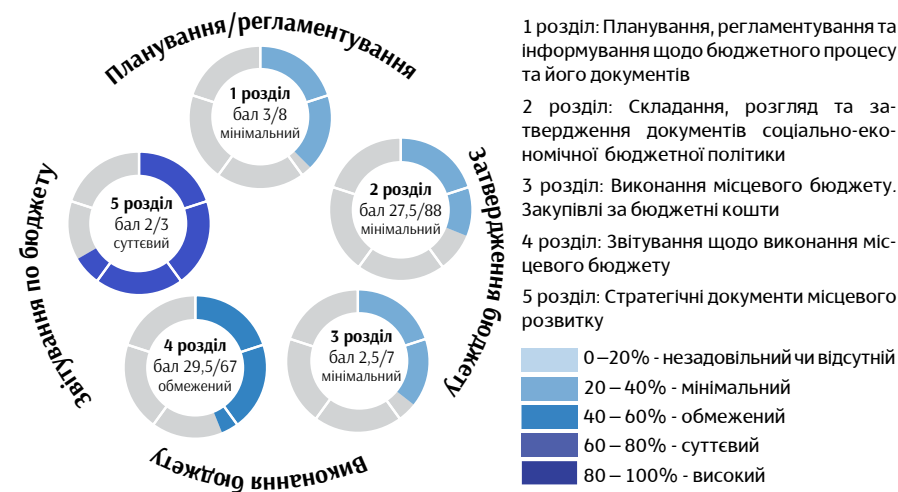 Планування/регламентування
1 розділ
бал 3/8
мінімальний
Затвердження бюджету
2 розділ
бал 27,5/88
мінімальний
3 розділ
бал 2,5/7
мінімальний
Виконання бюджету
4 розділ
бал 29,5/67
обмежений
Звітування по бюджету
5 розділ
бал 2/3
суттєвий
1 розділ: Планування, регламентування та
інформування щодо бюджетного процесу
та його документів
2 розділ: Складання, розгляд та за-
твердження документів соціально-еко-
номічної бюджетної політики
3 розділ: Виконання місцевого бюджету.
Закупівлі за бюджетні кошти
4 розділ: Звітування щодо виконання міс-
цевого бюджету
5 розділ: Стратегічні документи місцевого
розвитку
0–20% - незадовільний чи відсутній
20–40% - мінімальний
40–60% - обмежений
60–80% - суттєвий
80–100% - високий